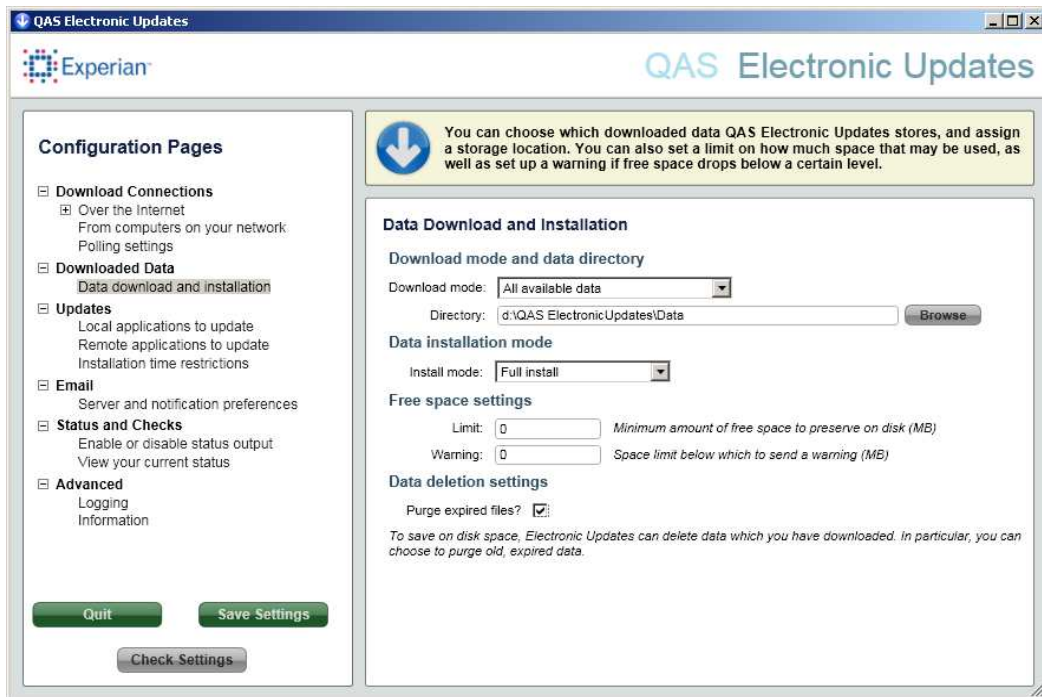 QAS Electronic Updates
Experian
QAS Electronic Updates
Configuration Pages
Download Connections
Over the Internet
From computers on your network
Polling settings
Downloaded Data
Data download and installation
Updates
Local applications to update
Remote applications to update
Installation time restrictions
Email
Server and notification preferences
Status and Checks
Enable or disable status output
View your current status
Advanced
Logging
Information
Quit
Save Settings
Check Settings
You can choose which downloaded data QAS Electronic Updates stores, and assign
a storage location. You can also set a limit on how much space that may be used, as
well as set up a warning if free space drops below a certain level.
Data Download and Installation
Download mode and data directory
Download mode: All available data
Directory: d:\QAS ElectronicUpdates\Data Browse
Data installation mode
Install mode: Full install
Free space settings
Limit: 0 Minimum amount of free space to preserve on disk (MB)
Warning: 0 Space limit below which to send a warning (MB)
Data deletion settings
Purge expired files?
To save on disk space, Electronic Updates can delete data which you have downloaded. In particular, you can
choose to purge old, expired data.